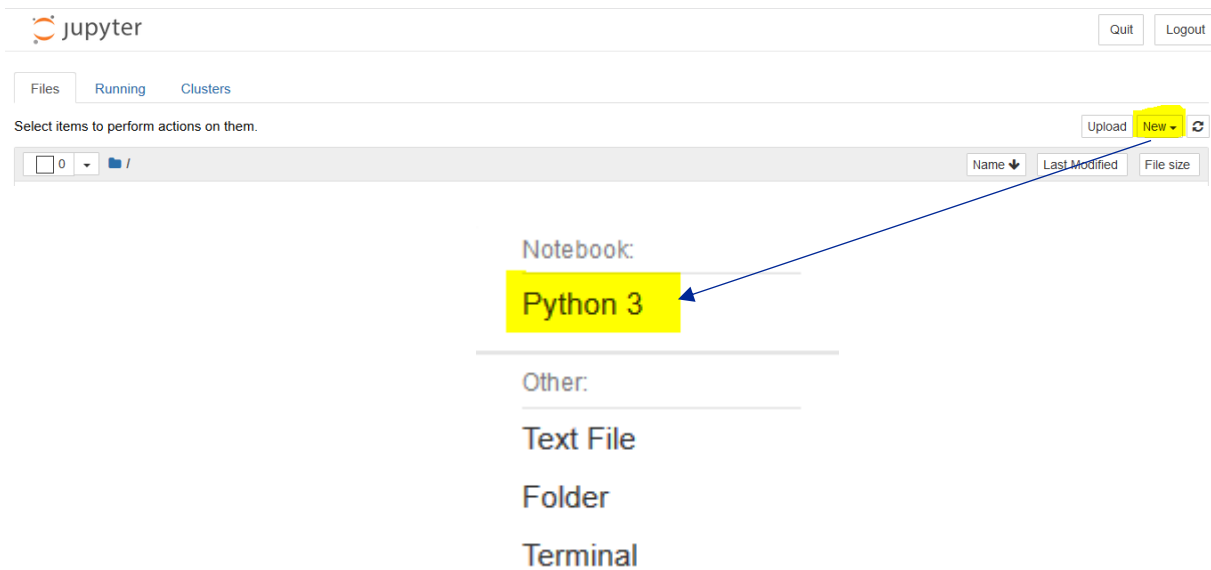 jupyter Quit Logout
Files Running Clusters
Select items to perform actions on them. Upload New
0 / Name Last Modified File size
Notebook:
Python 3
Other:
Text File
Folder
Terminal